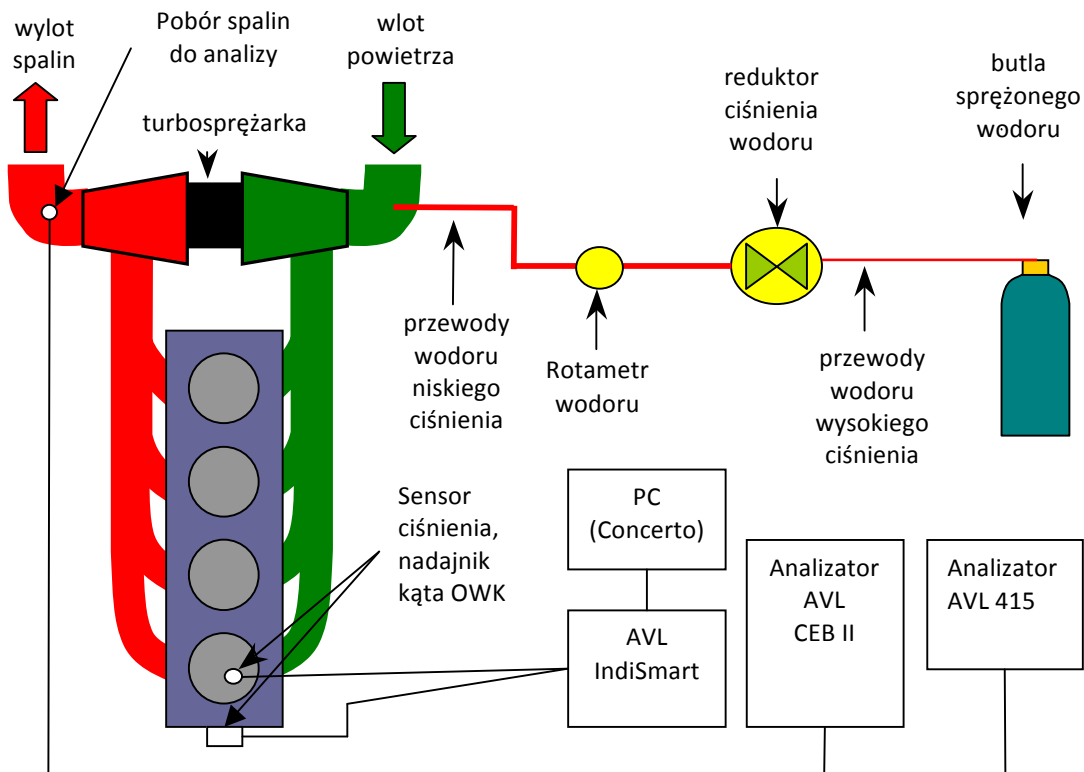 wylot
spalin
Pobór spalin
do analizy
wlot
powietrza
turbosprężarka
reduktor
ciśnienia
wodoru
butla
sprężonego
wodoru
przewody
wodoru
niskiego
ciśnienia
Rotametr
wodoru
przewody
wodoru
wysokiego
ciśnienia
Sensor
ciśnienia,
nadajnik
kąta OWK
PC
(Concerto)
AVL
IndiSmart
Analizator
AVL
CEB II
Analizator
AVL 415